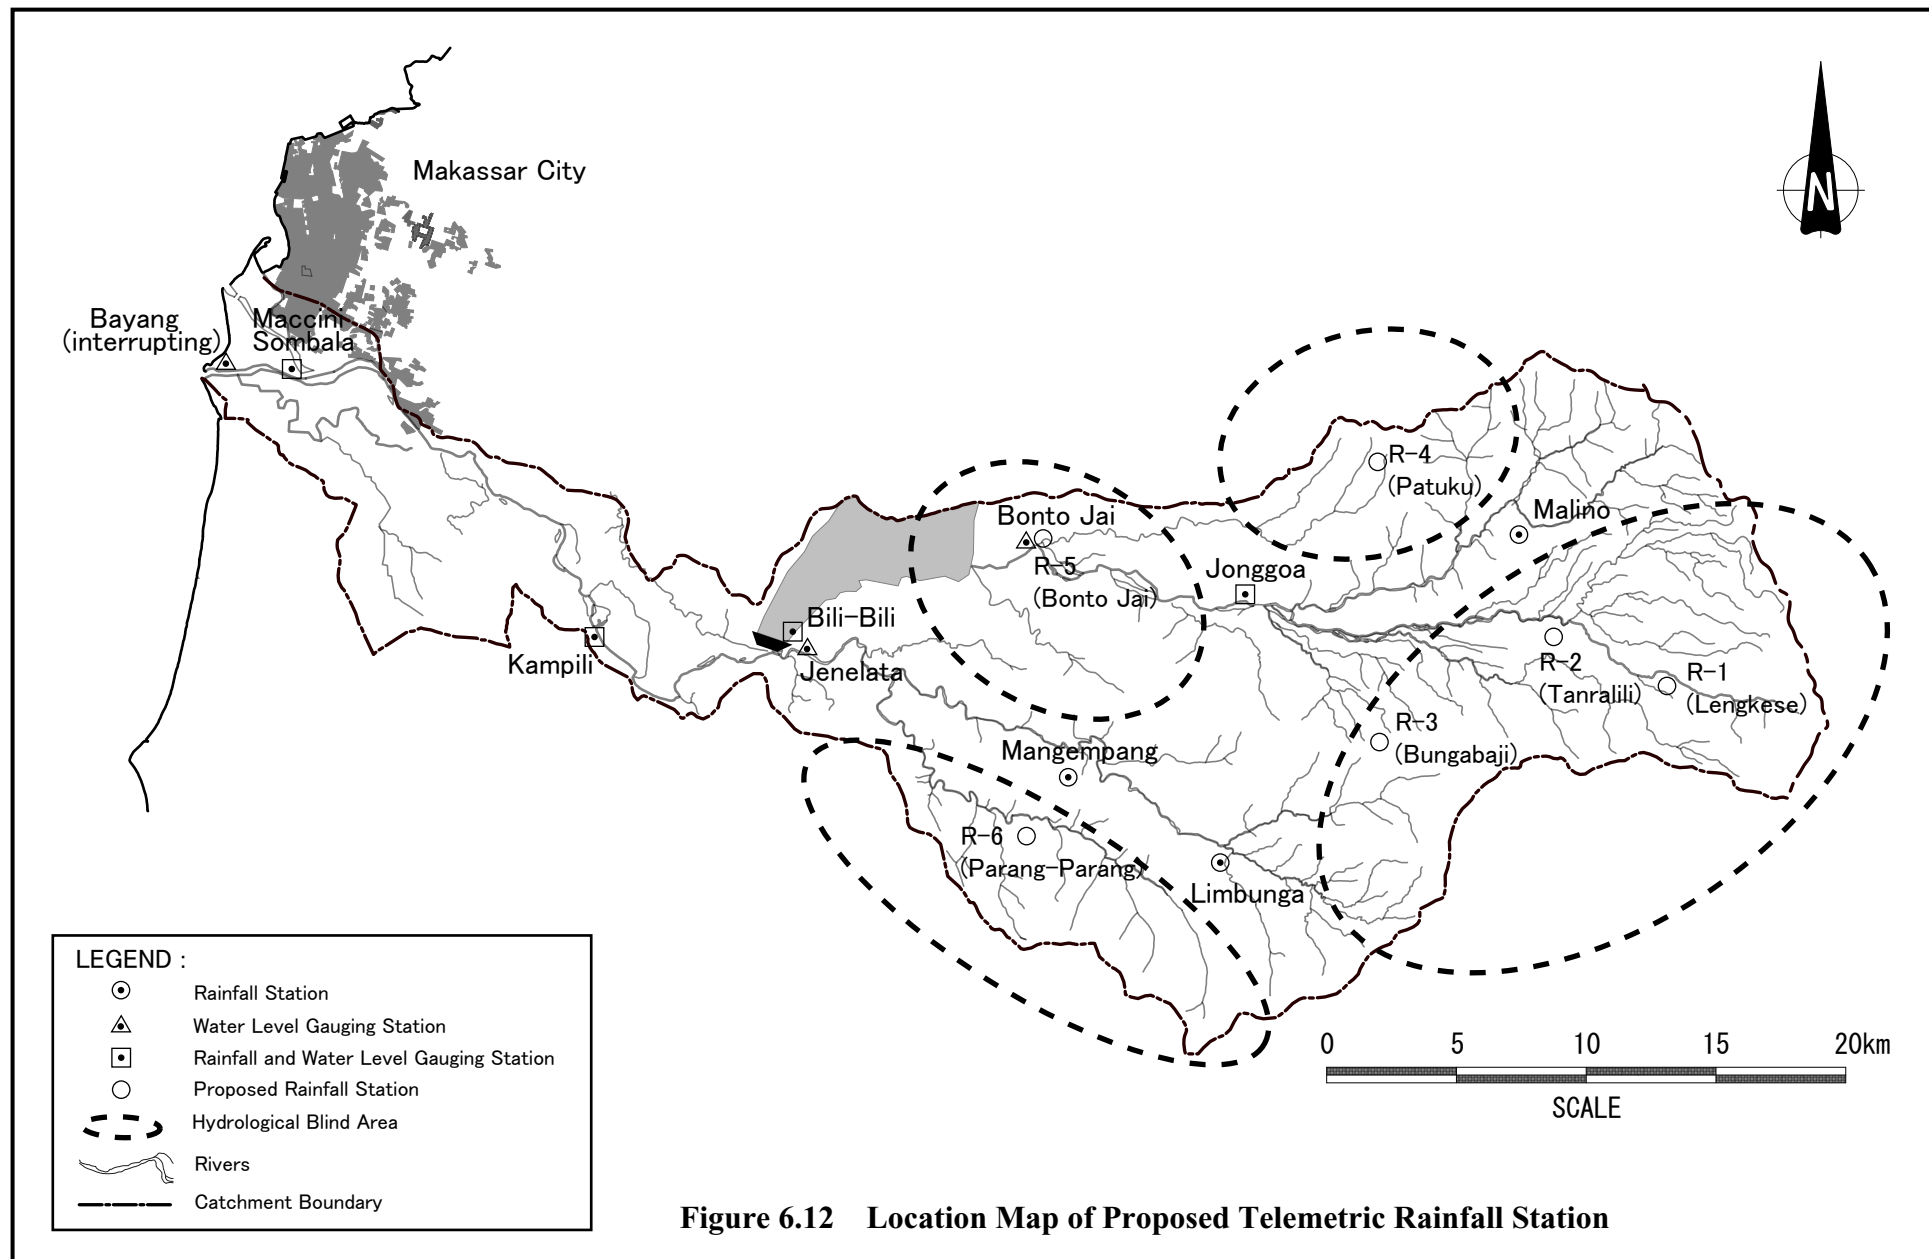 N
Makassar City
Bayang
(interrupting)
Maccini
Sombala
R-4
(Patuku)
Malino
Bonto Jai
R-5
(Bonto Jai)
Jonggoa
Bili-Bili
Jenelata
Kampili
R-2
(Tanralili)
R-1
(Lengkese)
R-3
(Bungabaji)
Mangempang
R-6
(Parang-Parang)
Limbunga
LEGEND :
Rainfall Station
Water Level Gauging Station
Rainfall and Water Level Gauging Station
Proposed Rainfall Station
Hydrological Blind Area
Rivers
Catchment Boundary
0 5 10 15 20km
SCALE
Figure 6.12 Location Map of Proposed Telemetric Rainfall Station